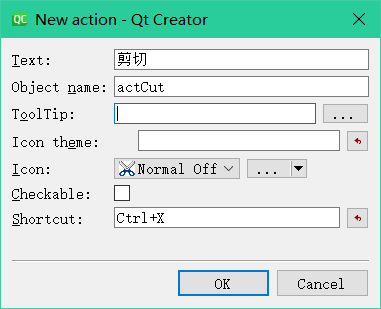 QC New action - Qt Creator
Text: 剪切
Object name: actCut
ToolTip: ...
Icon theme:
Icon: Normal Off ...
Checkable:
Shortcut: Ctrl+X
OK Cancel